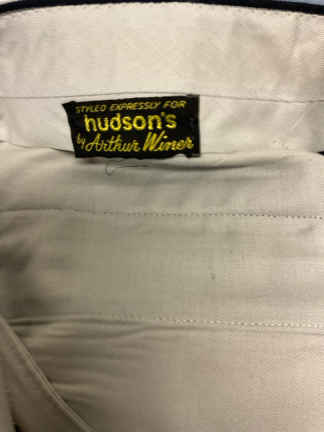 STYLED EXPRESSLY FOR
hudson's
by Arthur Winer